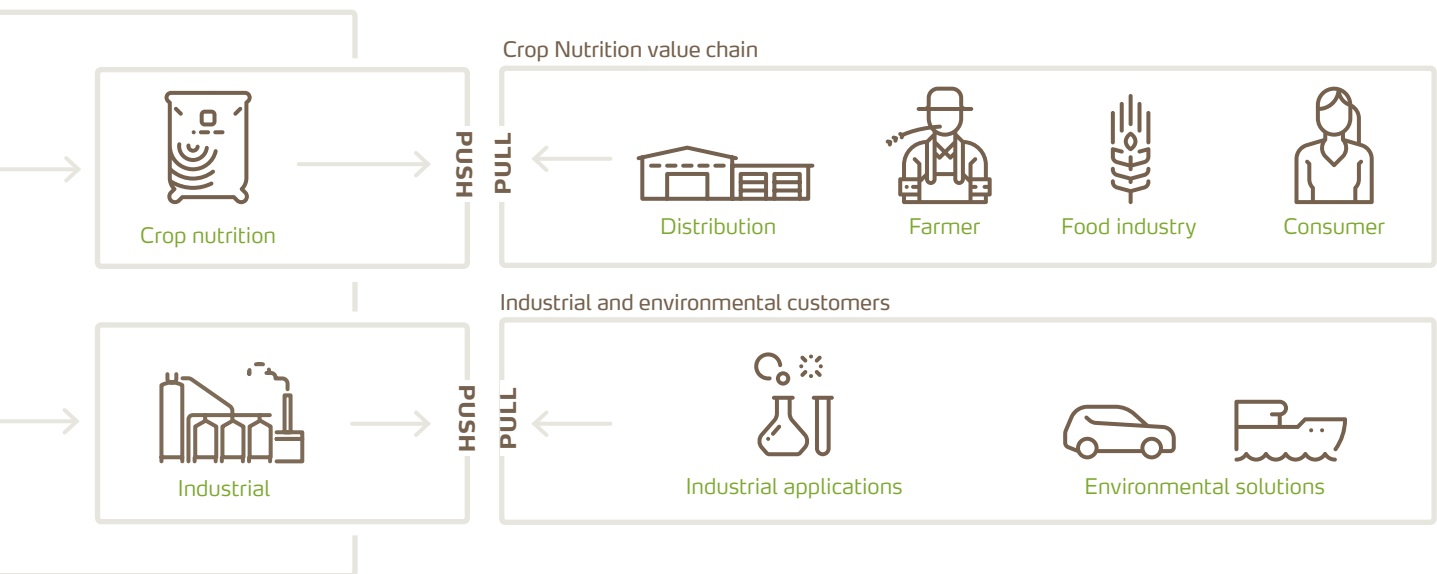 Crop Nutrition value chain
Crop nutrition
PUSH
PULL
Distribution
Farmer
Food industry
Consumer
Industrial and environmental customers
Industrial
PUSH
PULL
Industrial applications
Environmental solutions